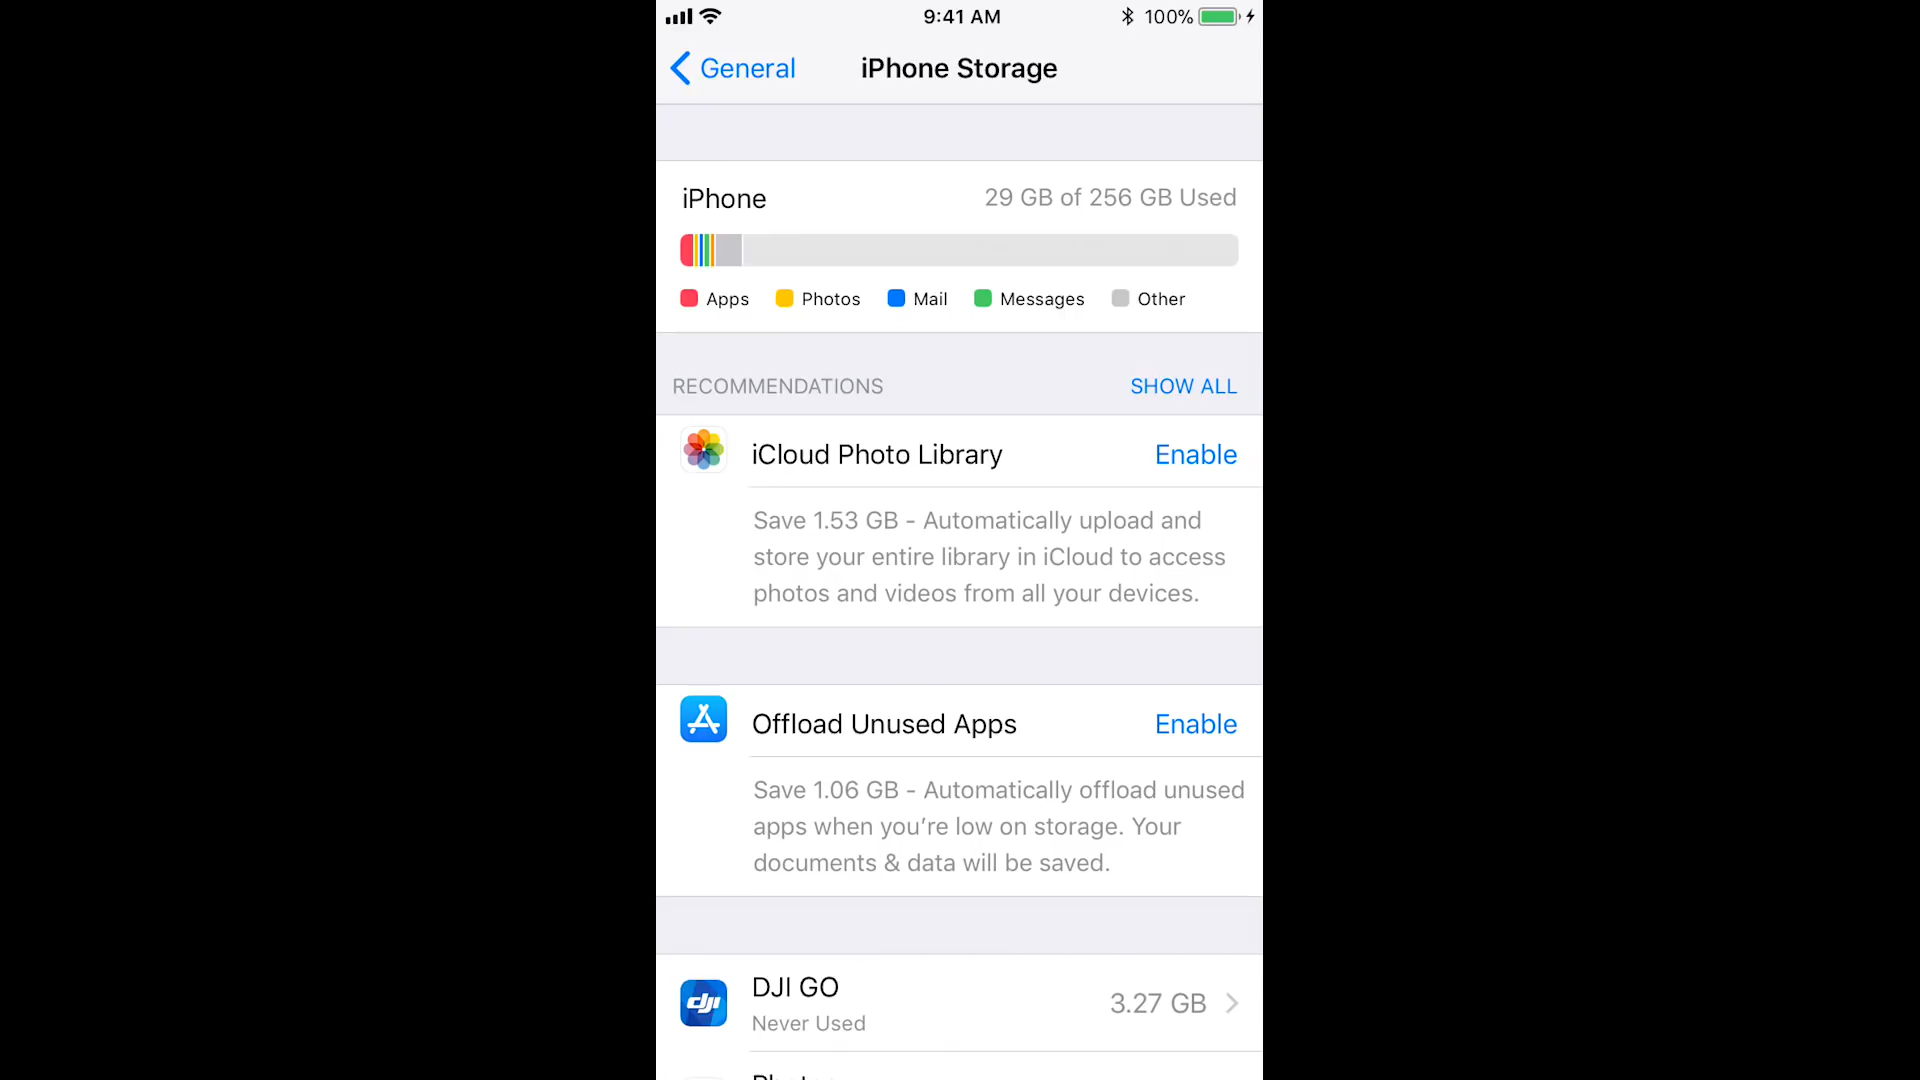 9:41 AM
100%
General
iPhone Storage
iPhone
29 GB of 256 GB Used
Apps
Photos
Mail
Messages
Other
RECOMMENDATIONS
SHOW ALL
iCloud Photo Library
Enable
Save 1.53 GB - Automatically upload and
store your entire library in iCloud to access
photos and videos from all your devices.
Offload Unused Apps
Enable
Save 1.06 GB - Automatically offload unused
apps when you’re low on storage. Your
documents & data will be saved.
dji
DJI GO
3.27 GB
Never Used